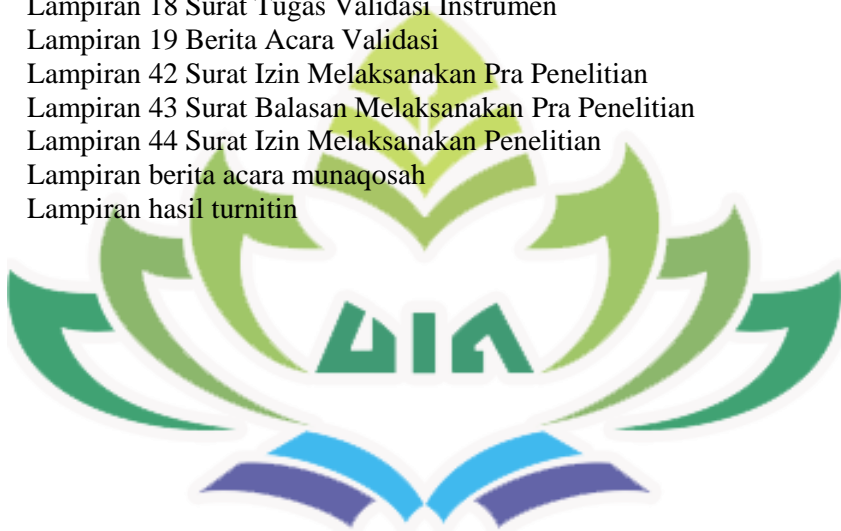 Lampiran 18 Surat Tugas Validasi Instrumen
Lampiran 19 Berita Acara Validasi
Lampiran 42 Surat Izin Melaksanakan Pra Penelitian
Lampiran 43 Surat Balasan Melaksanakan Pra Penelitian
Lampiran 44 Surat Izin Melaksanakan Penelitian
Lampiran berita acara munaqosah
Lampiran hasil turnitin
UIN